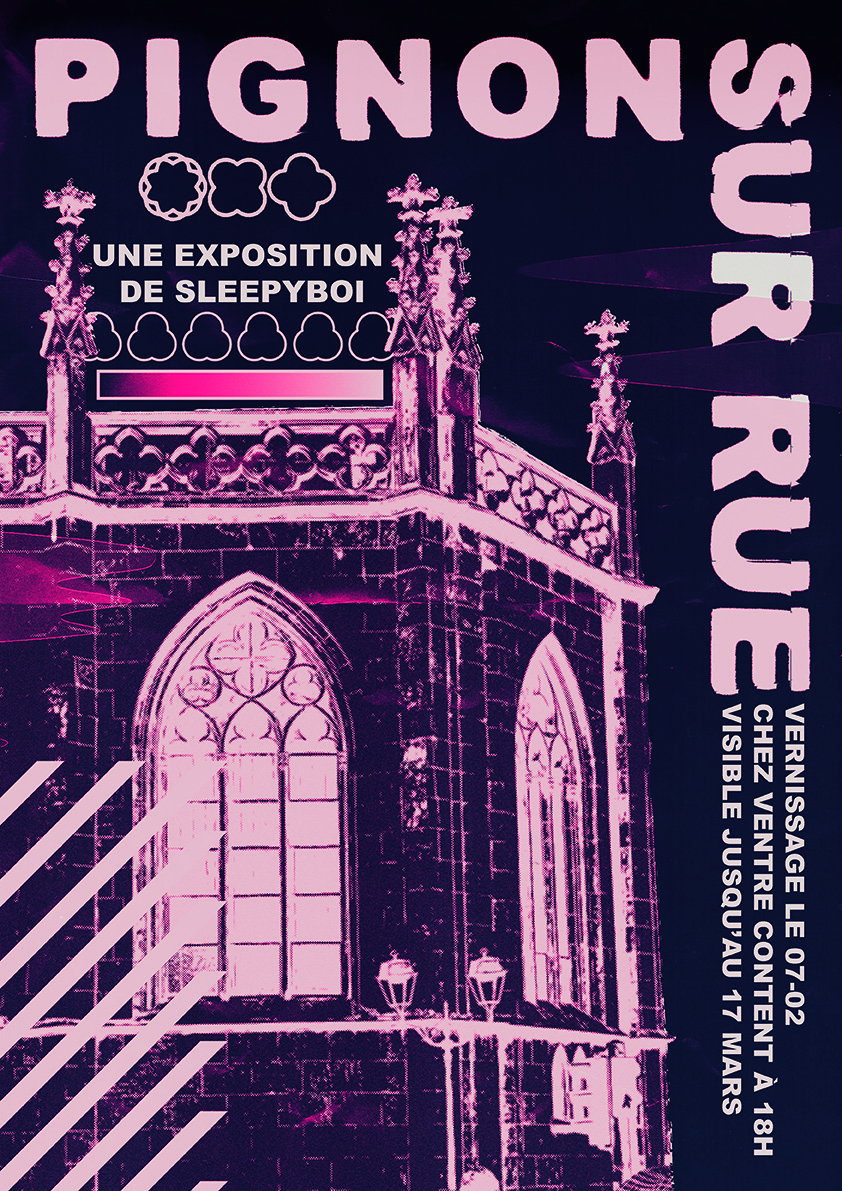 PIGNON
SUR RUE
UNE EXPOSITION
DE SLEEPYBOI
VERNISSAGE LE 07-02
CHEZ VENTRE CONTENT À 18H
VISIBLE JUSQU'AU 17 MARS